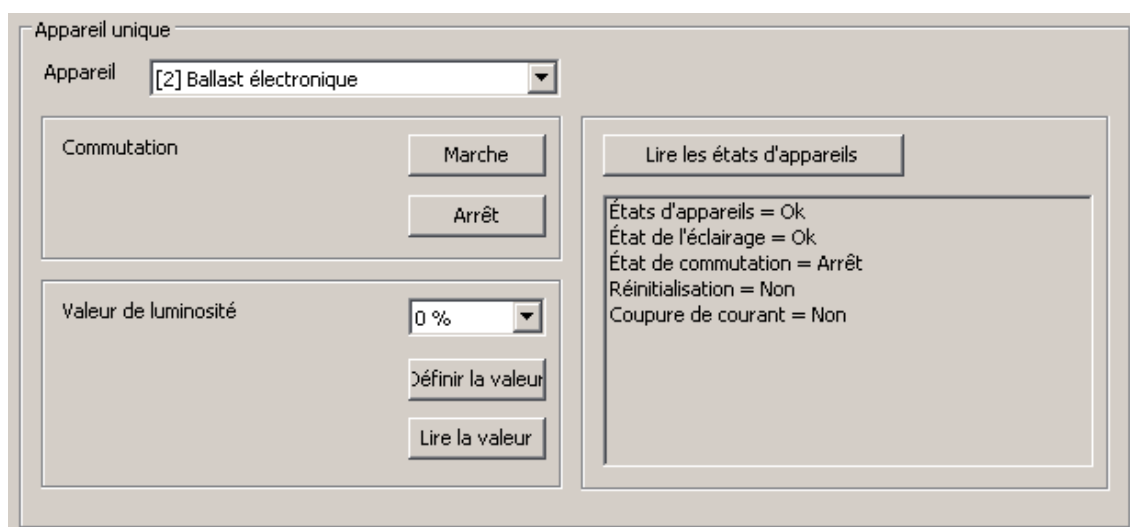 Appareil unique
Appareil [2] Ballast électronique
Commutation
Marche
Arrêt
Valeur de luminosité
0 %
Définir la valeur
Lire la valeur
Lire les états d'appareils
États d'appareils = Ok
État de l'éclairage = Ok
État de commutation = Arrêt
Réinitialisation = Non
Coupure de courant = Non